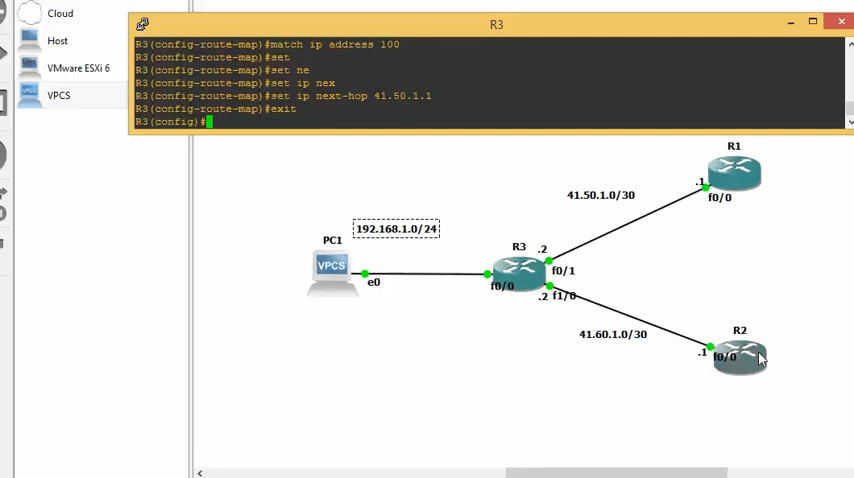 Cloud
Host
VMware ESXi 6
VPCS
R3
R3(config-route-map)#match ip address 100
R3(config-route-map)#set
R3(config-route-map)#set ne
R3(config-route-map)#set ip nex
R3(config-route-map)#set ip next-hop 41.50.1.1
R3(config-route-map)#exit
R3(config)#
R1
.1
f0/0
41.50.1.0/30
192.168.1.0/24
PC1
VPCS
e0
R3
.2
f0/1
f0/0
.2 f1/0
41.60.1.0/30
R2
.1
f0/0